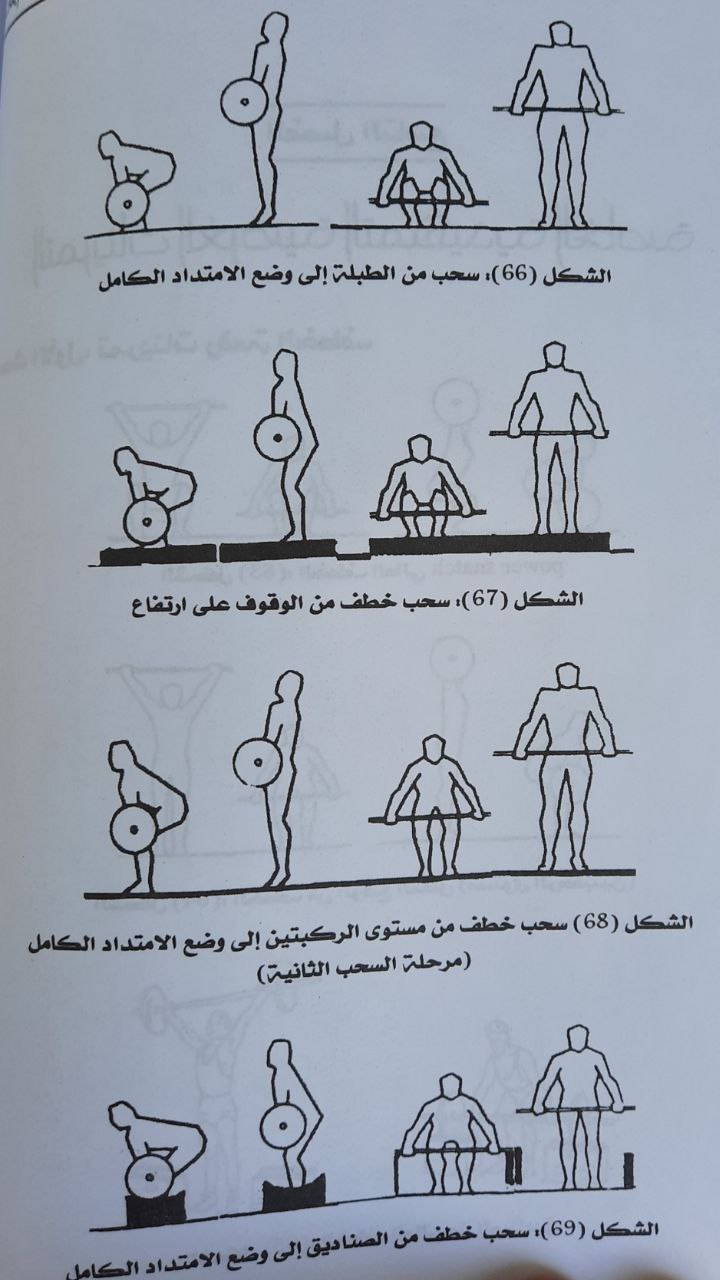 الشكل (66)؛ سحب من الطبلة إلى وضع الامتداد الكامل
الشكل (67)؛ سحب خطف من الوقوف على ارتفاع
الشكل (68) سحب خطف من مستوى الركبتين إلى وضع الامتداد الكامل
(مرحلة السحب الثانية)
الشكل (69)؛ سحب خطف من الصناديق إلى وضع الامتداد الكامل